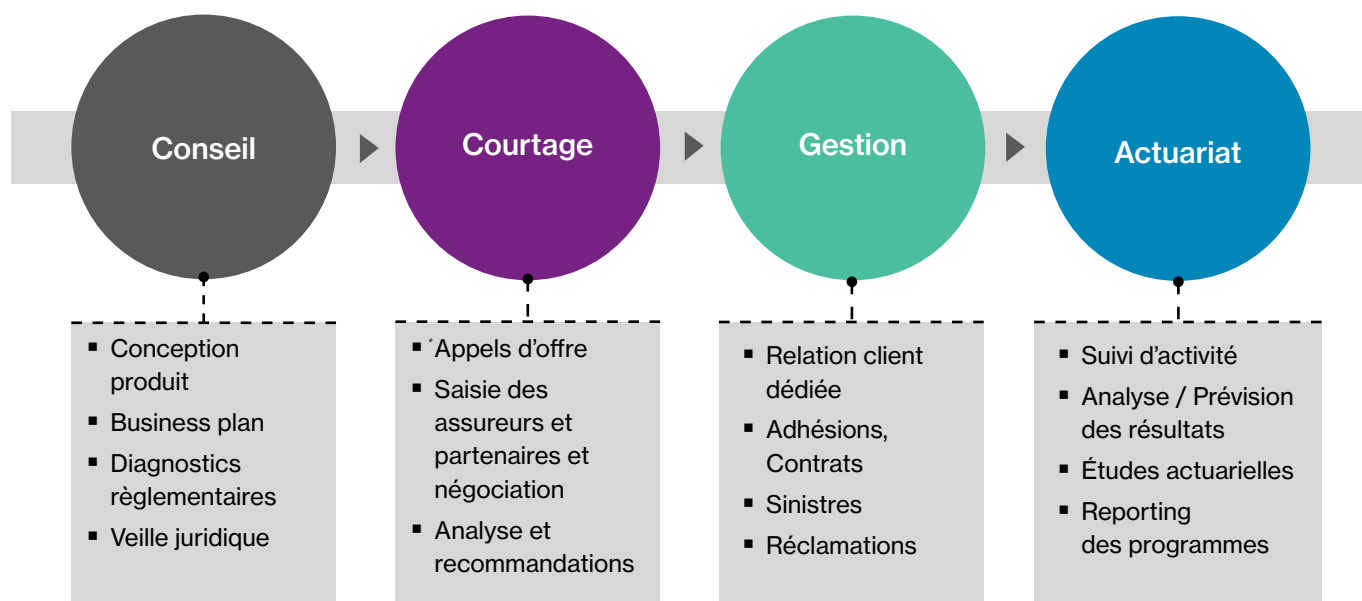 Conseil
Courtage
Gestion
Actuariat
▪ Conception
produit
▪ Business plan
▪ Diagnostics
règlementaires
▪ Veille juridique
▪ Appels d’offre
▪ Saisie des
assureurs et
partenaires et
négociation
▪ Analyse et
recommandations
▪ Relation client
dédiée
▪ Adhésions,
Contrats
▪ Sinistres
▪ Réclamations
▪ Suivi d’activité
▪ Analyse / Prévision
des résultats
▪ Études actuarielles
▪ Reporting
des programmes